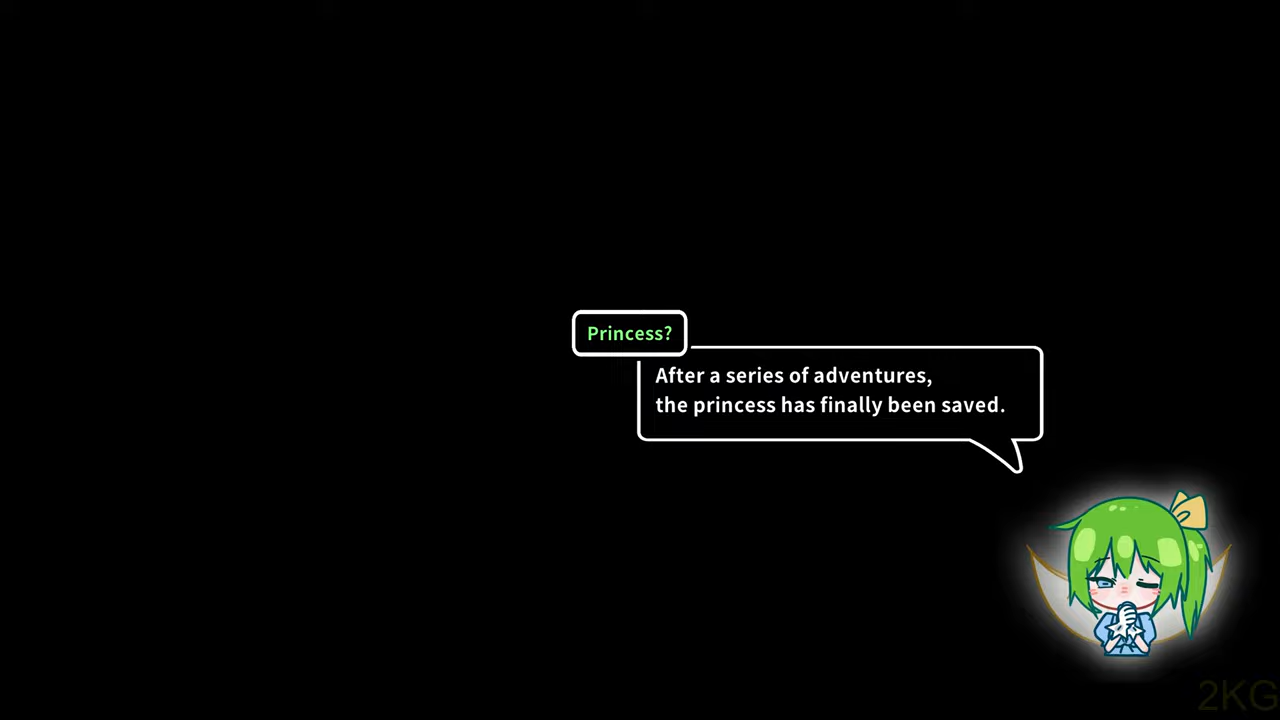 Princess?
After a series of adventures,
the princess has finally been saved.
2KG